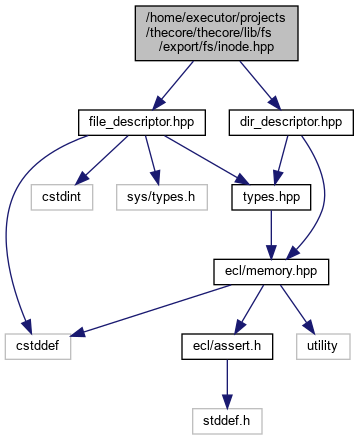 /home/executor/projects
/thecore/thecore/lib/fs
/export/fs/inode.hpp
file_descriptor.hpp
dir_descriptor.hpp
cstdint
sys/types.h
types.hpp
ecl/memory.hpp
cstddef
ecl/assert.h
utility
stddef.h